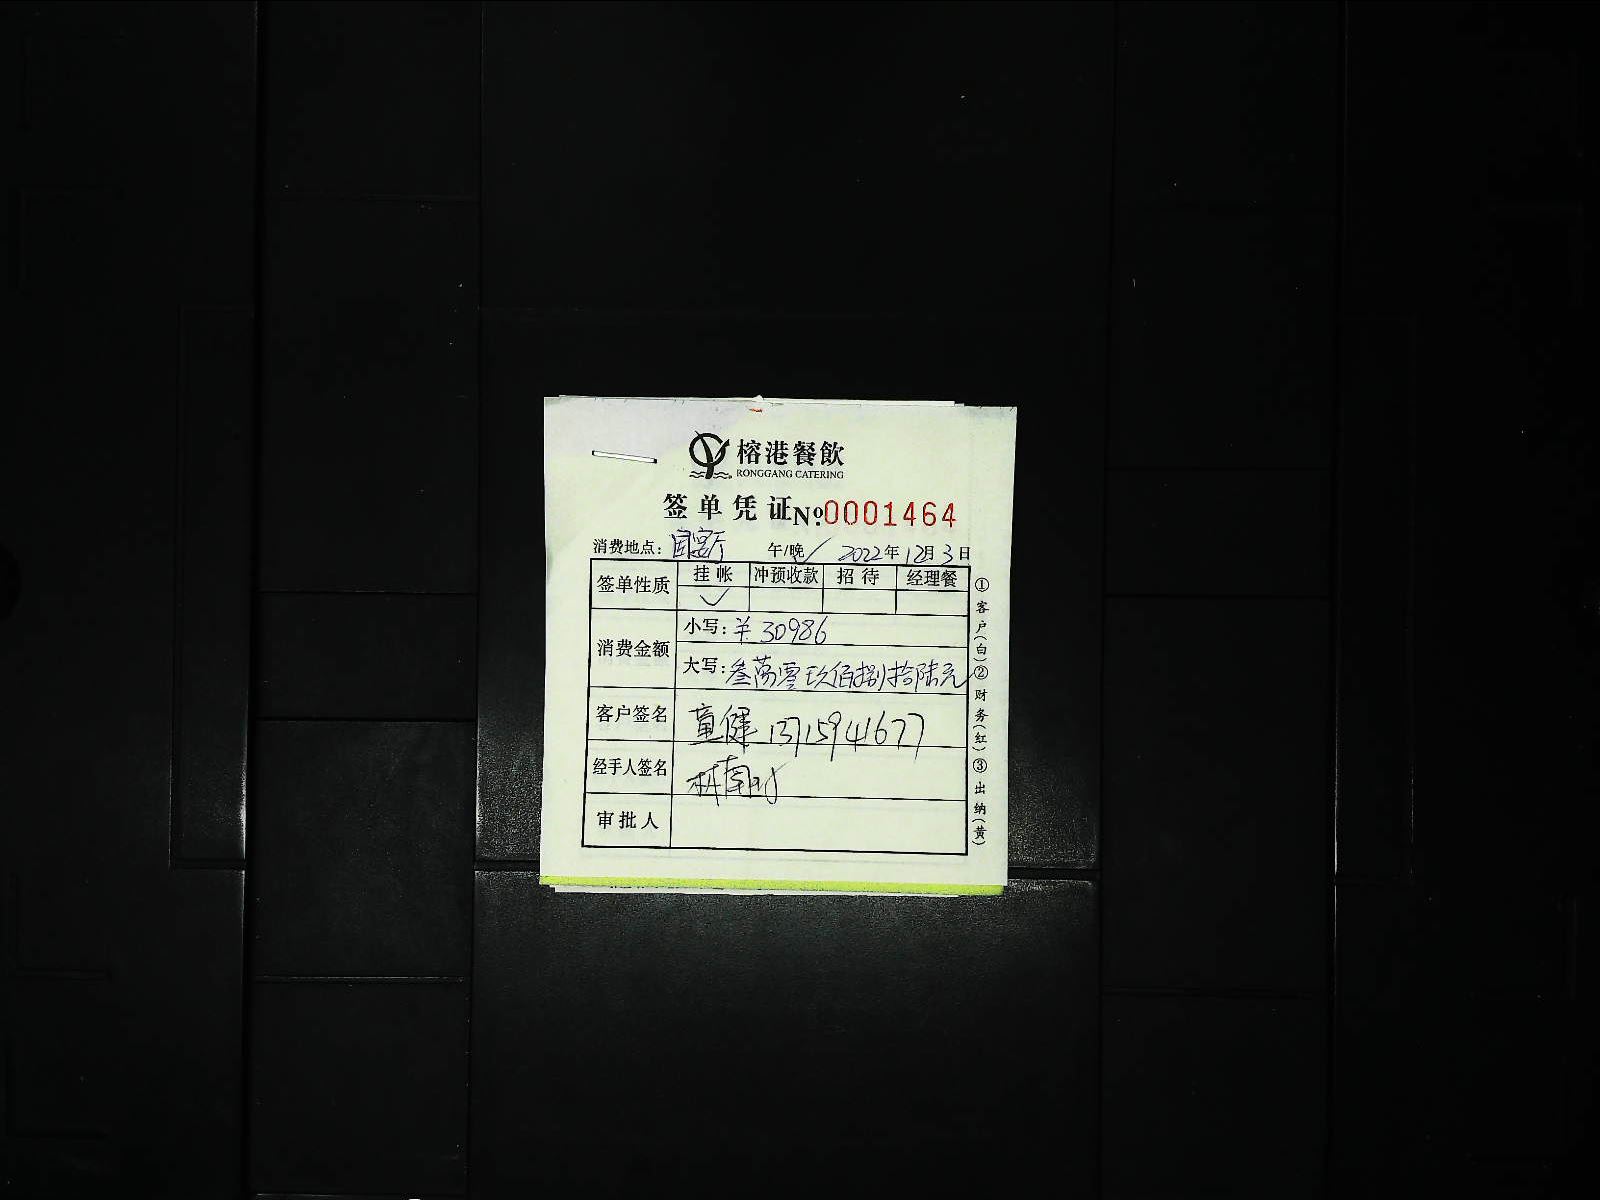 榕港餐飲
RONGGANG CATERING
签单凭证 №0001464
消费地点：国宴厅 午/晚✓ 2022年12月3日
签单性质 挂帐 冲预收款 招待 经理餐
✓
消费金额 小写：¥30986
大写：叁萬零玖佰捌拾陆元
客户签名 童健 13715941677
经手人签名
审批人
①客户(白)②财务(红)③出纳(黄)